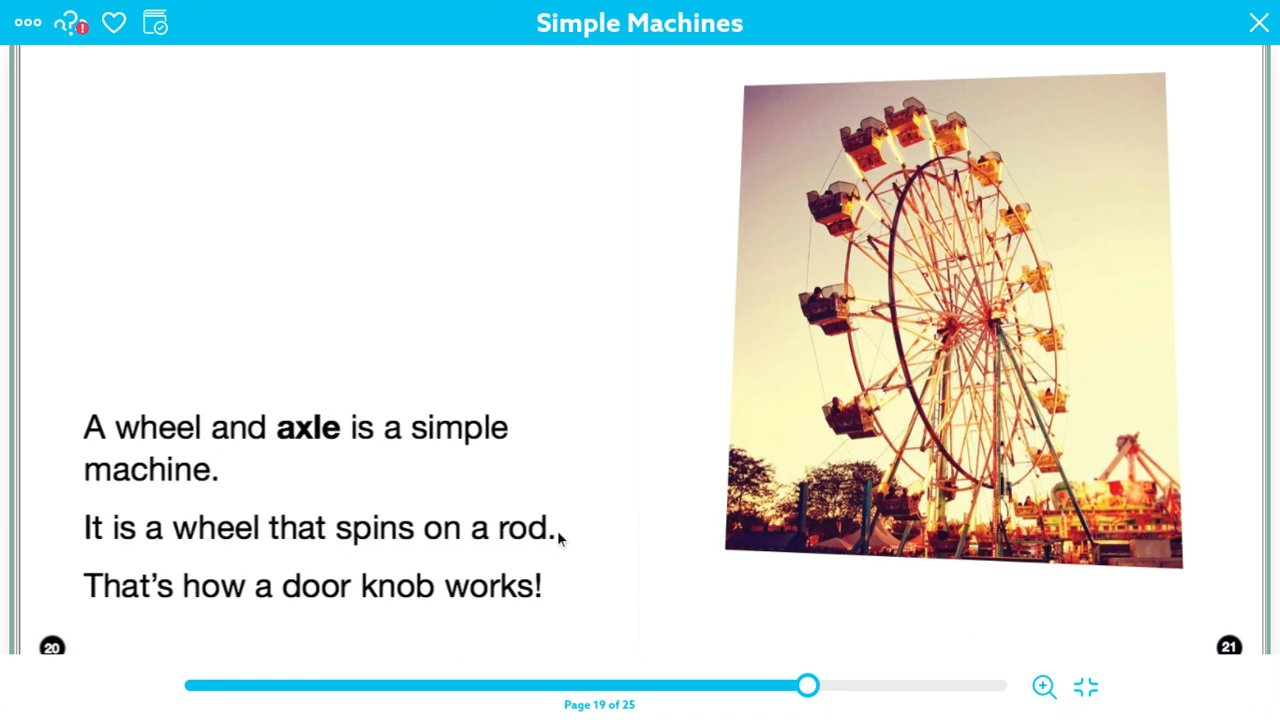 Simple Machines
A wheel and axle is a simple
machine.
It is a wheel that spins on a rod.
That’s how a door knob works!
20
21
Page 19 of 25